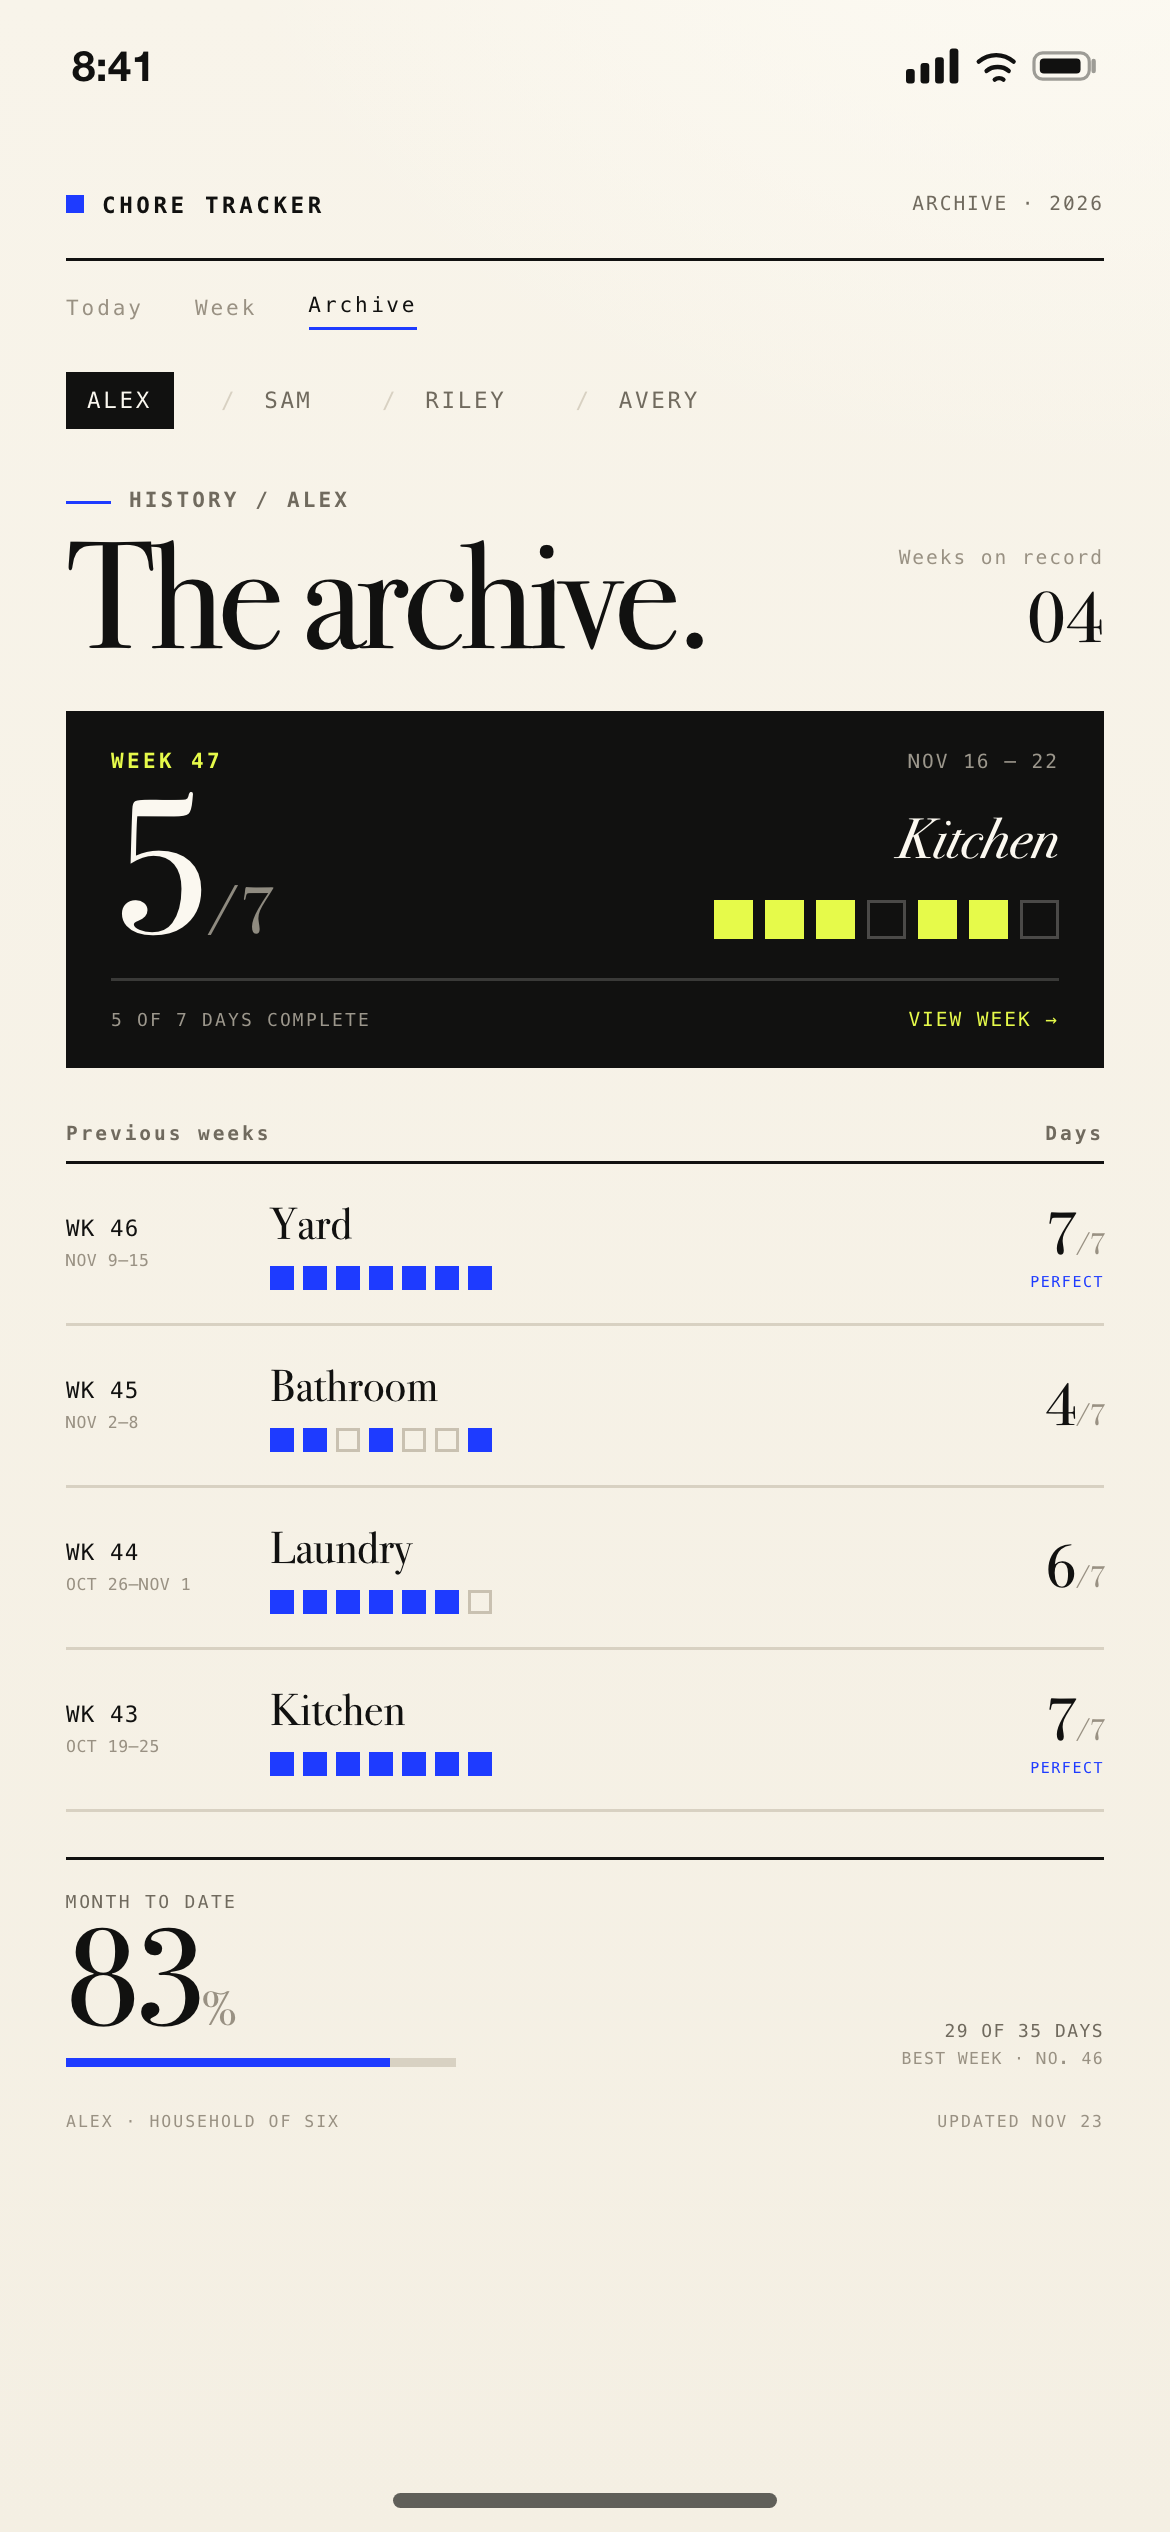 8:41
CHORE TRACKER
ARCHIVE · 2026
Today Week Archive
ALEX / SAM / RILEY / AVERY
HISTORY / ALEX
The archive.
Weeks on record
04
WEEK 47
NOV 16 — 22
5/7
Kitchen
5 OF 7 DAYS COMPLETE
VIEW WEEK →
Previous weeks
Days
WK 46
NOV 9—15
Yard
7/7
PERFECT
WK 45
NOV 2—8
Bathroom
4/7
WK 44
OCT 26—NOV 1
Laundry
6/7
WK 43
OCT 19—25
Kitchen
7/7
PERFECT
MONTH TO DATE
83%
29 OF 35 DAYS
BEST WEEK · NO. 46
ALEX · HOUSEHOLD OF SIX
UPDATED NOV 23